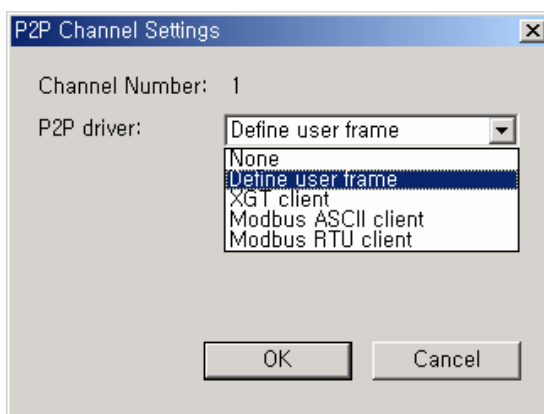 P2P Channel Settings
Channel Number: 1
P2P driver: Define user frame
None
Define user frame
XGT client
Modbus ASCII client
Modbus RTU client
OK Cancel